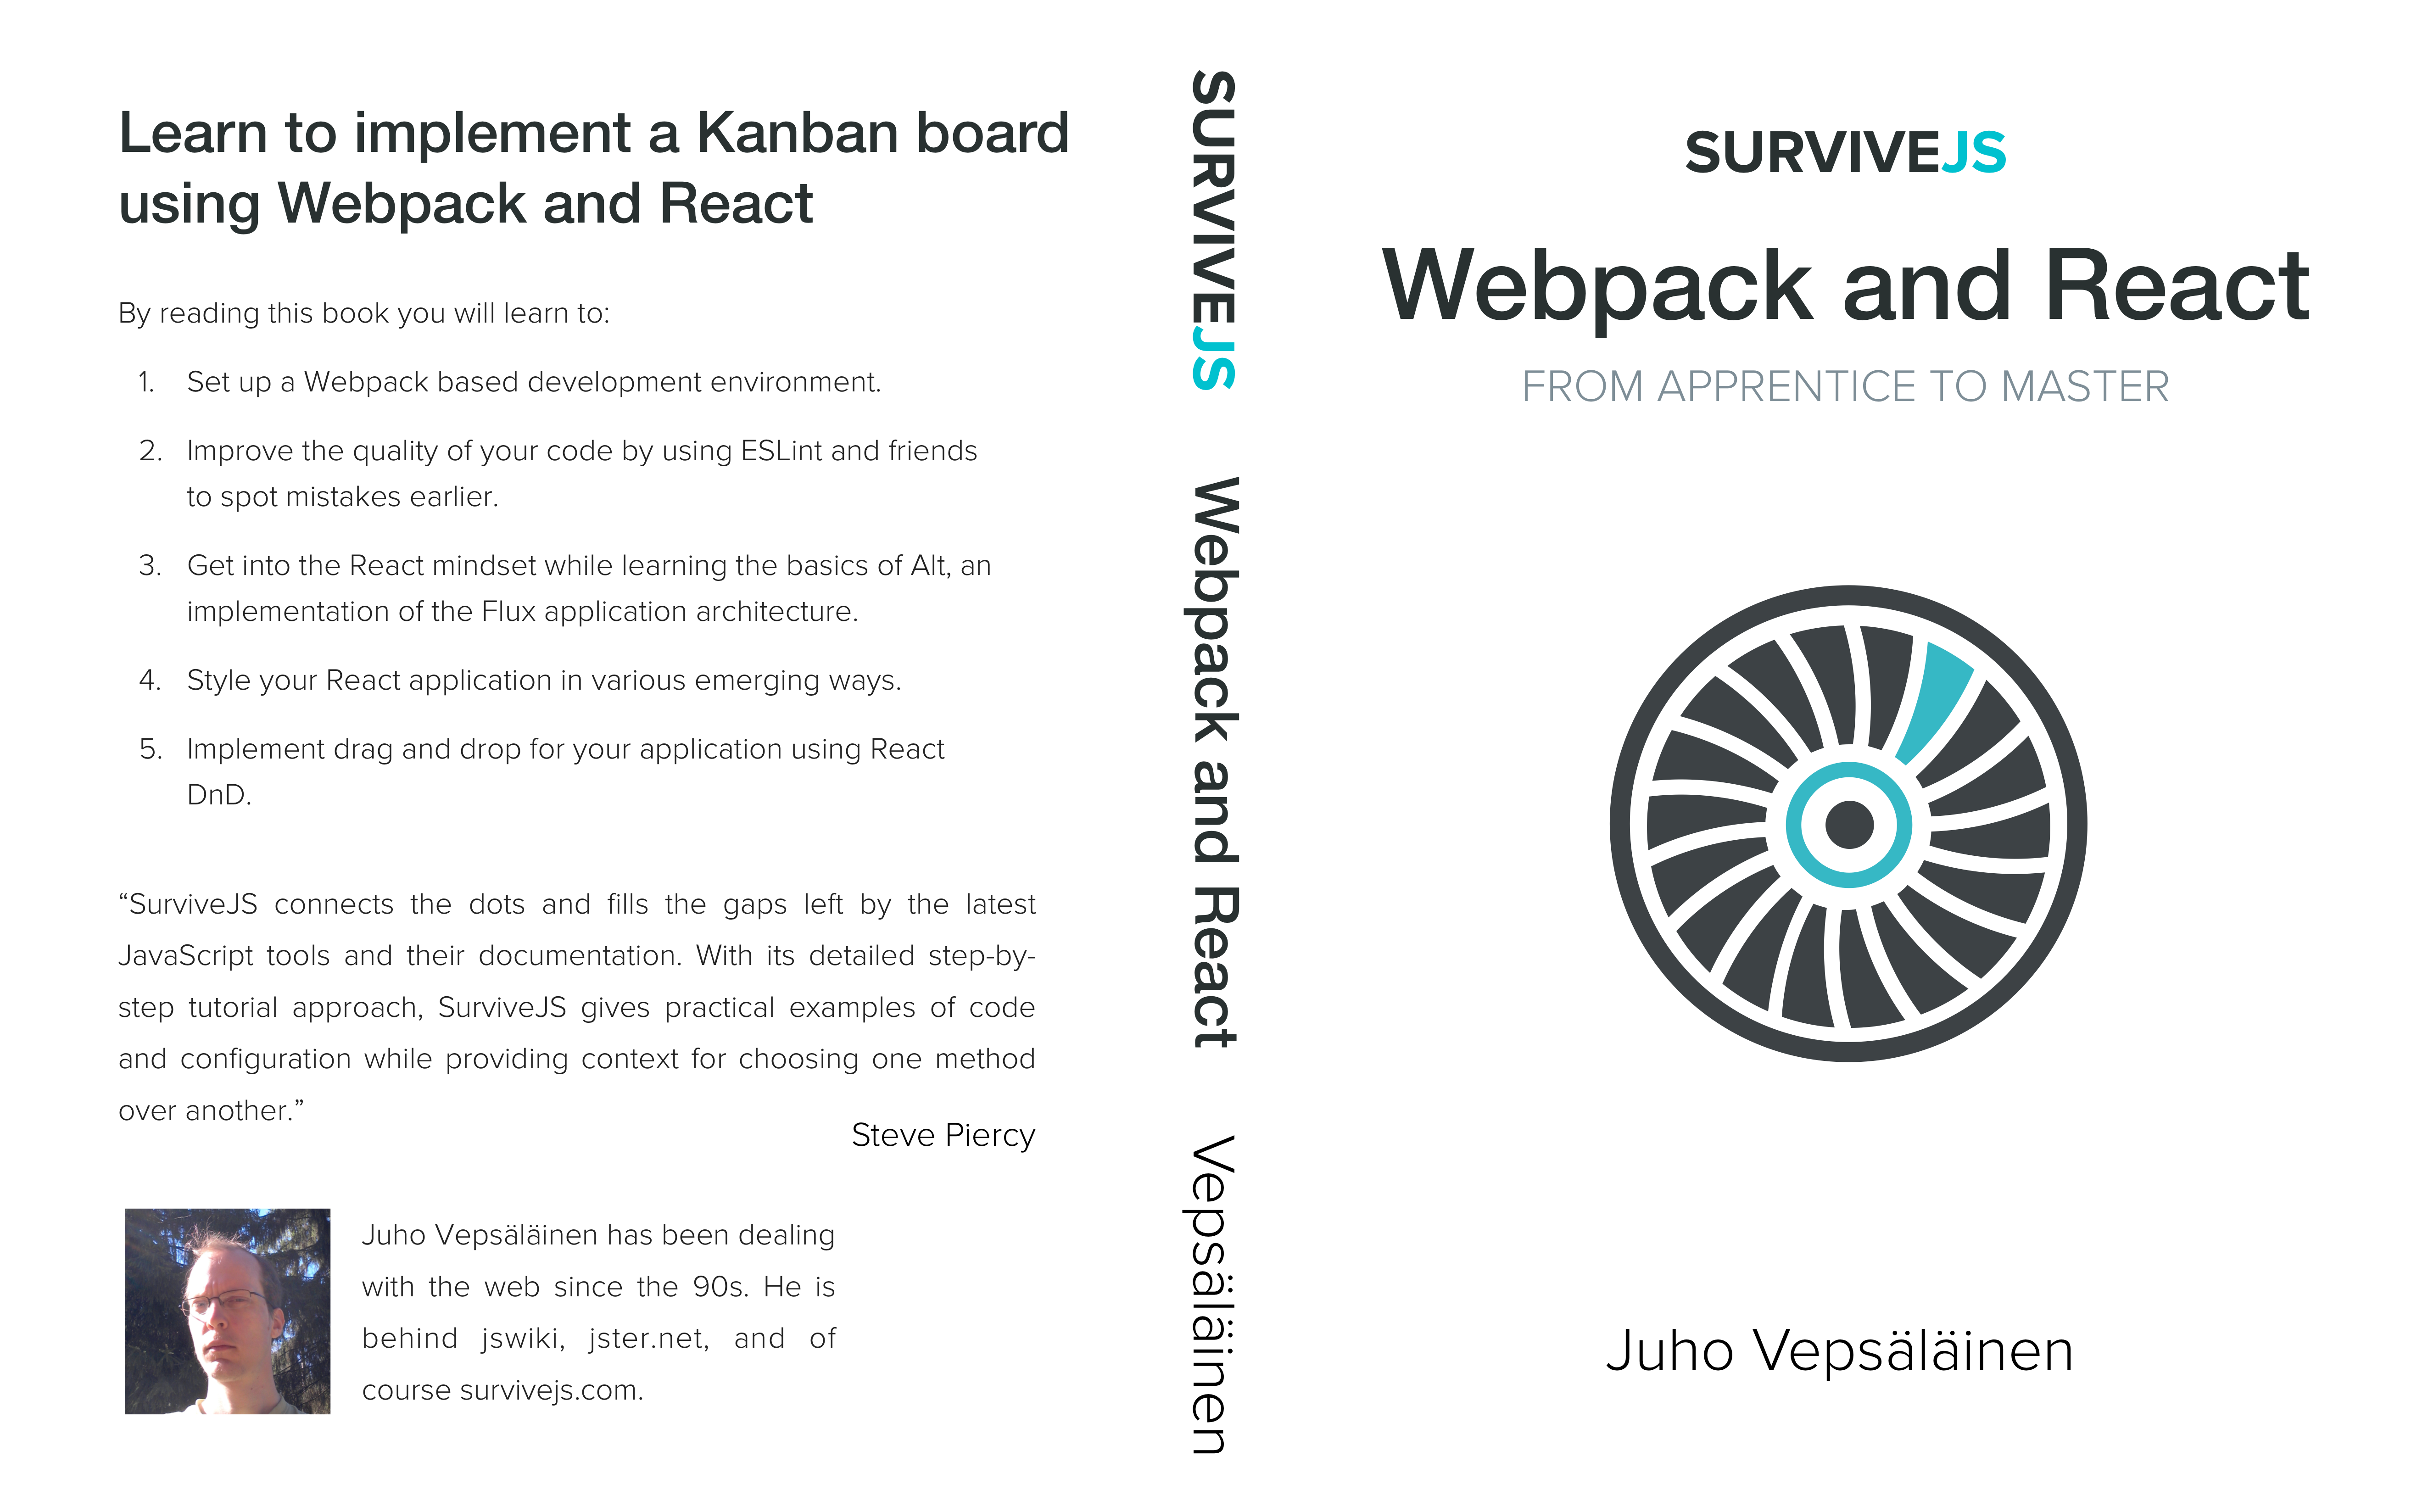 Learn to implement a Kanban board
using Webpack and React
By reading this book you will learn to:
1. Set up a Webpack based development environment.
2. Improve the quality of your code by using ESLint and friends
to spot mistakes earlier.
3. Get into the React mindset while learning the basics of Alt, an
implementation of the Flux application architecture.
4. Style your React application in various emerging ways.
5. Implement drag and drop for your application using React
DnD.
“SurviveJS connects the dots and fills the gaps left by the latest
JavaScript tools and their documentation. With its detailed step-by-
step tutorial approach, SurviveJS gives practical examples of code
and configuration while providing context for choosing one method
over another.”
Steve Piercy
Juho Vepsäläinen has been dealing
with the web since the 90s. He is
behind jswiki, jster.net, and of
course survivejs.com.
SURVIVEJS Webpack and React Vepsäläinen
SURVIVEJS
Webpack and React
FROM APPRENTICE TO MASTER
Juho Vepsäläinen